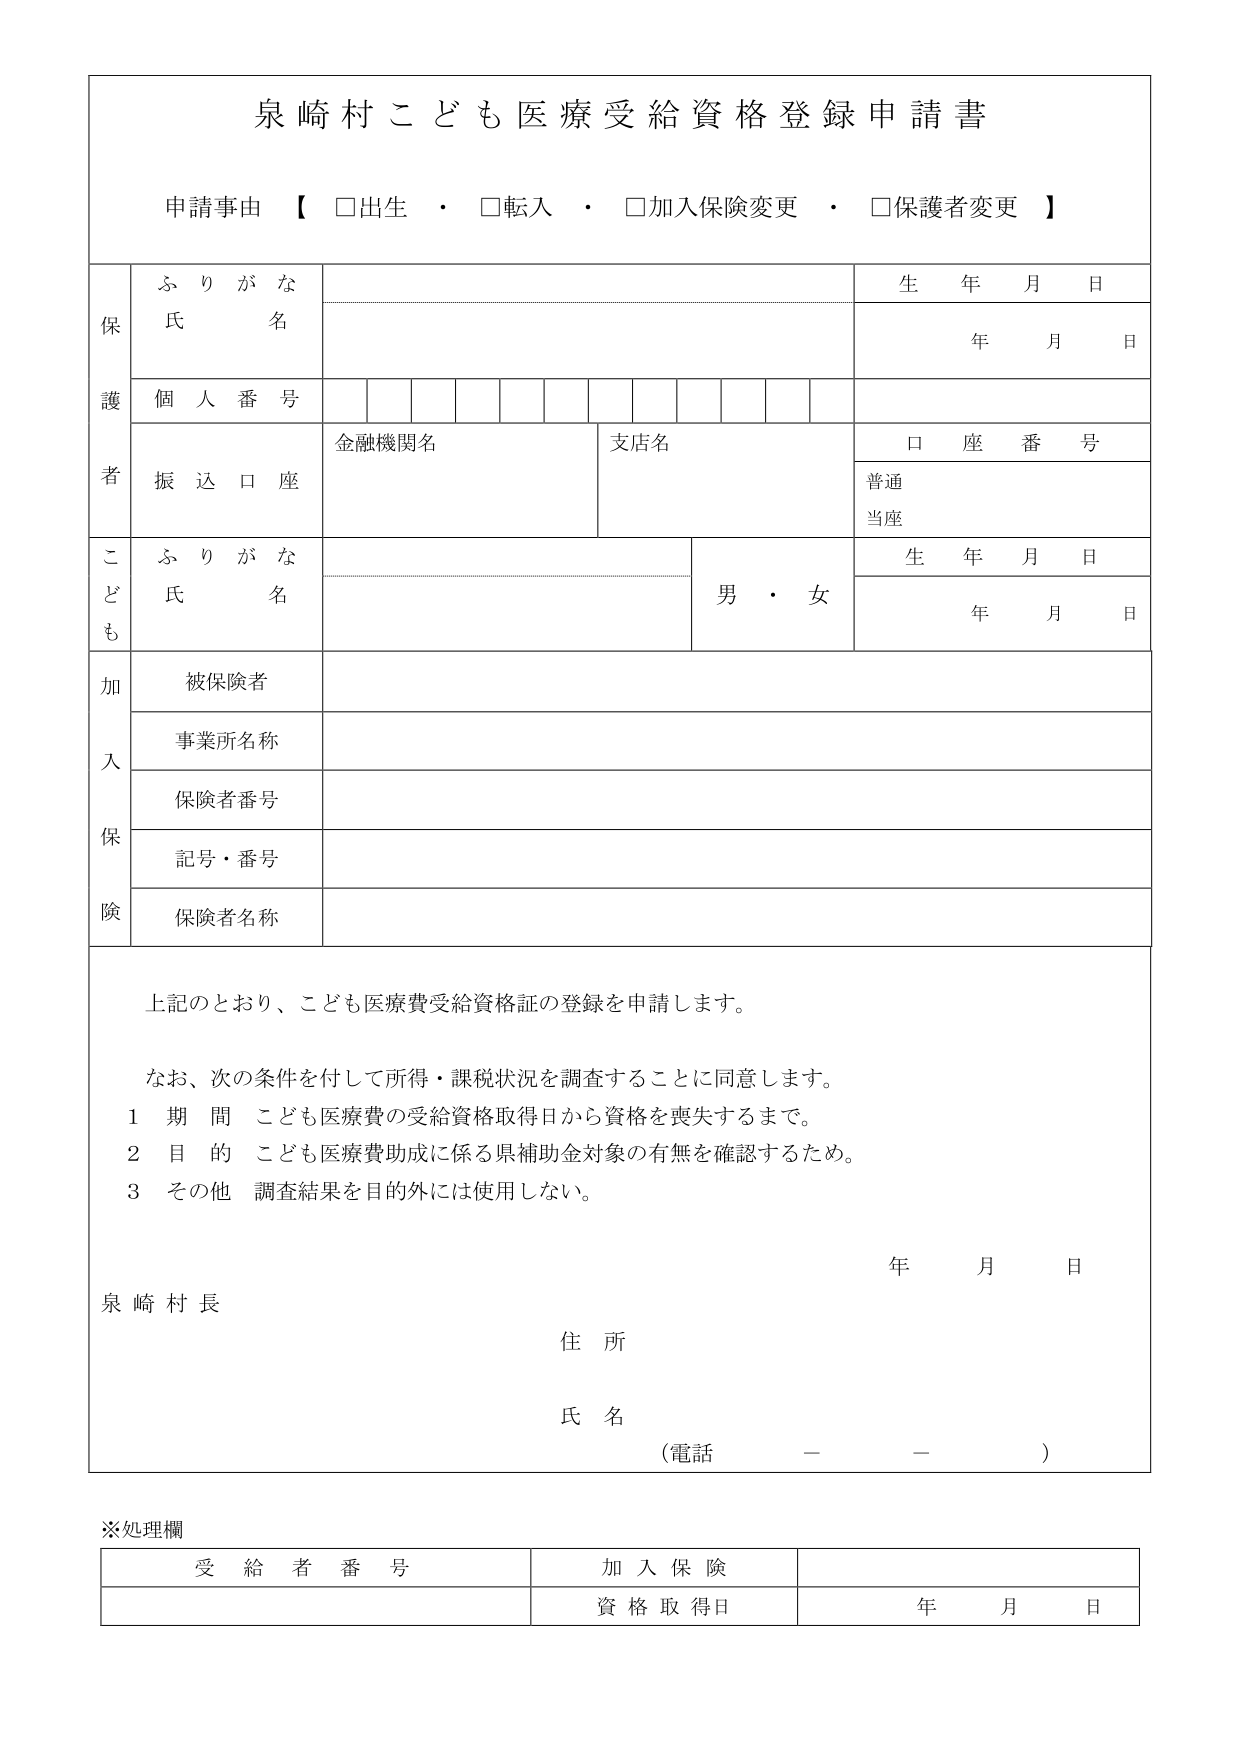 泉崎村こども医療受給資格登録申請書
申請事由　【　□出生　・　□転入　・　□加入保険変更　・　□保護者変更　】
保護者
ふりがな
氏　　名
生　年　月　日
年　　月　　日
個人番号
振込口座
金融機関名
支店名
口　座　番　号
普通
当座
こども
ふりがな
氏　　名
男　・　女
生　年　月　日
年　　月　　日
加入保険
被保険者
事業所名称
保険者番号
記号・番号
保険者名称
上記のとおり、こども医療費受給資格証の登録を申請します。
なお、次の条件を付して所得・課税状況を調査することに同意します。
１　期　間　こども医療費の受給資格取得日から資格を喪失するまで。
２　目　的　こども医療費助成に係る県補助金対象の有無を確認するため。
３　その他　調査結果を目的外には使用しない。
年　　月　　日
泉崎村長
住　所
氏　名
（電話　　　－　　　－　　　）
※処理欄
受　給　者　番　号
加入保険
資格取得日
年　　月　　日